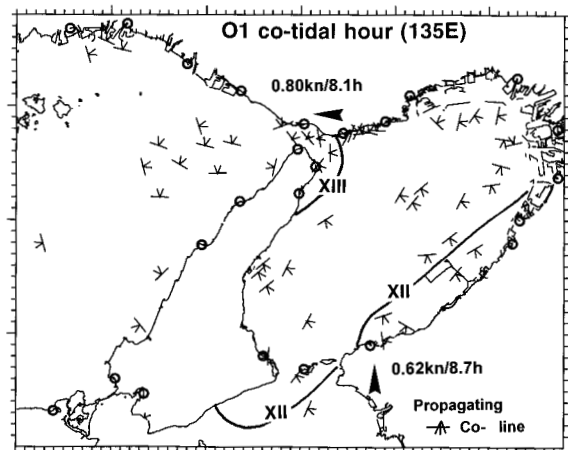 O1 co-tidal hour (135E)
0.80kn/8.1h
XIII
XII
0.62kn/8.7h
XII
Propagating
Co- line